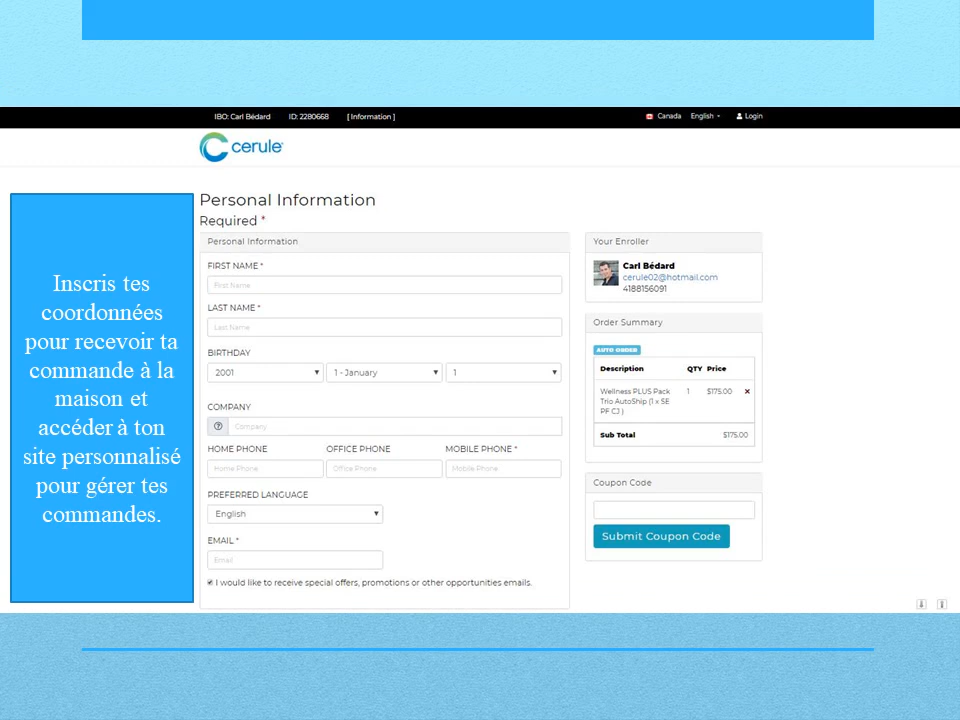 IBO: Carl Bédard ID: 2280668 [ Information ] Canada English Login
cerule
Inscris tes
coordonnées
pour recevoir ta
commande à la
maison et
accéder à ton
site personnalisé
pour gérer tes
commandes.
Personal Information
Required *
Personal Information
FIRST NAME *
First Name
LAST NAME *
Last Name
BIRTHDAY
2001 1 - January 1
COMPANY
Company
HOME PHONE OFFICE PHONE MOBILE PHONE *
Home Phone Office Phone Mobile Phone
PREFERRED LANGUAGE
English
EMAIL *
Email
I would like to receive special offers, promotions or other opportunities emails.
Your Enroller
Carl Bédard
cerule02@hotmail.com
4188156091
Order Summary
AUTO ORDER
Description QTY Price
Wellness PLUS Pack 1 $175.00 ×
Trio AutoShip (1 x SE
PF CJ )
Sub Total $175.00
Coupon Code
Submit Coupon Code